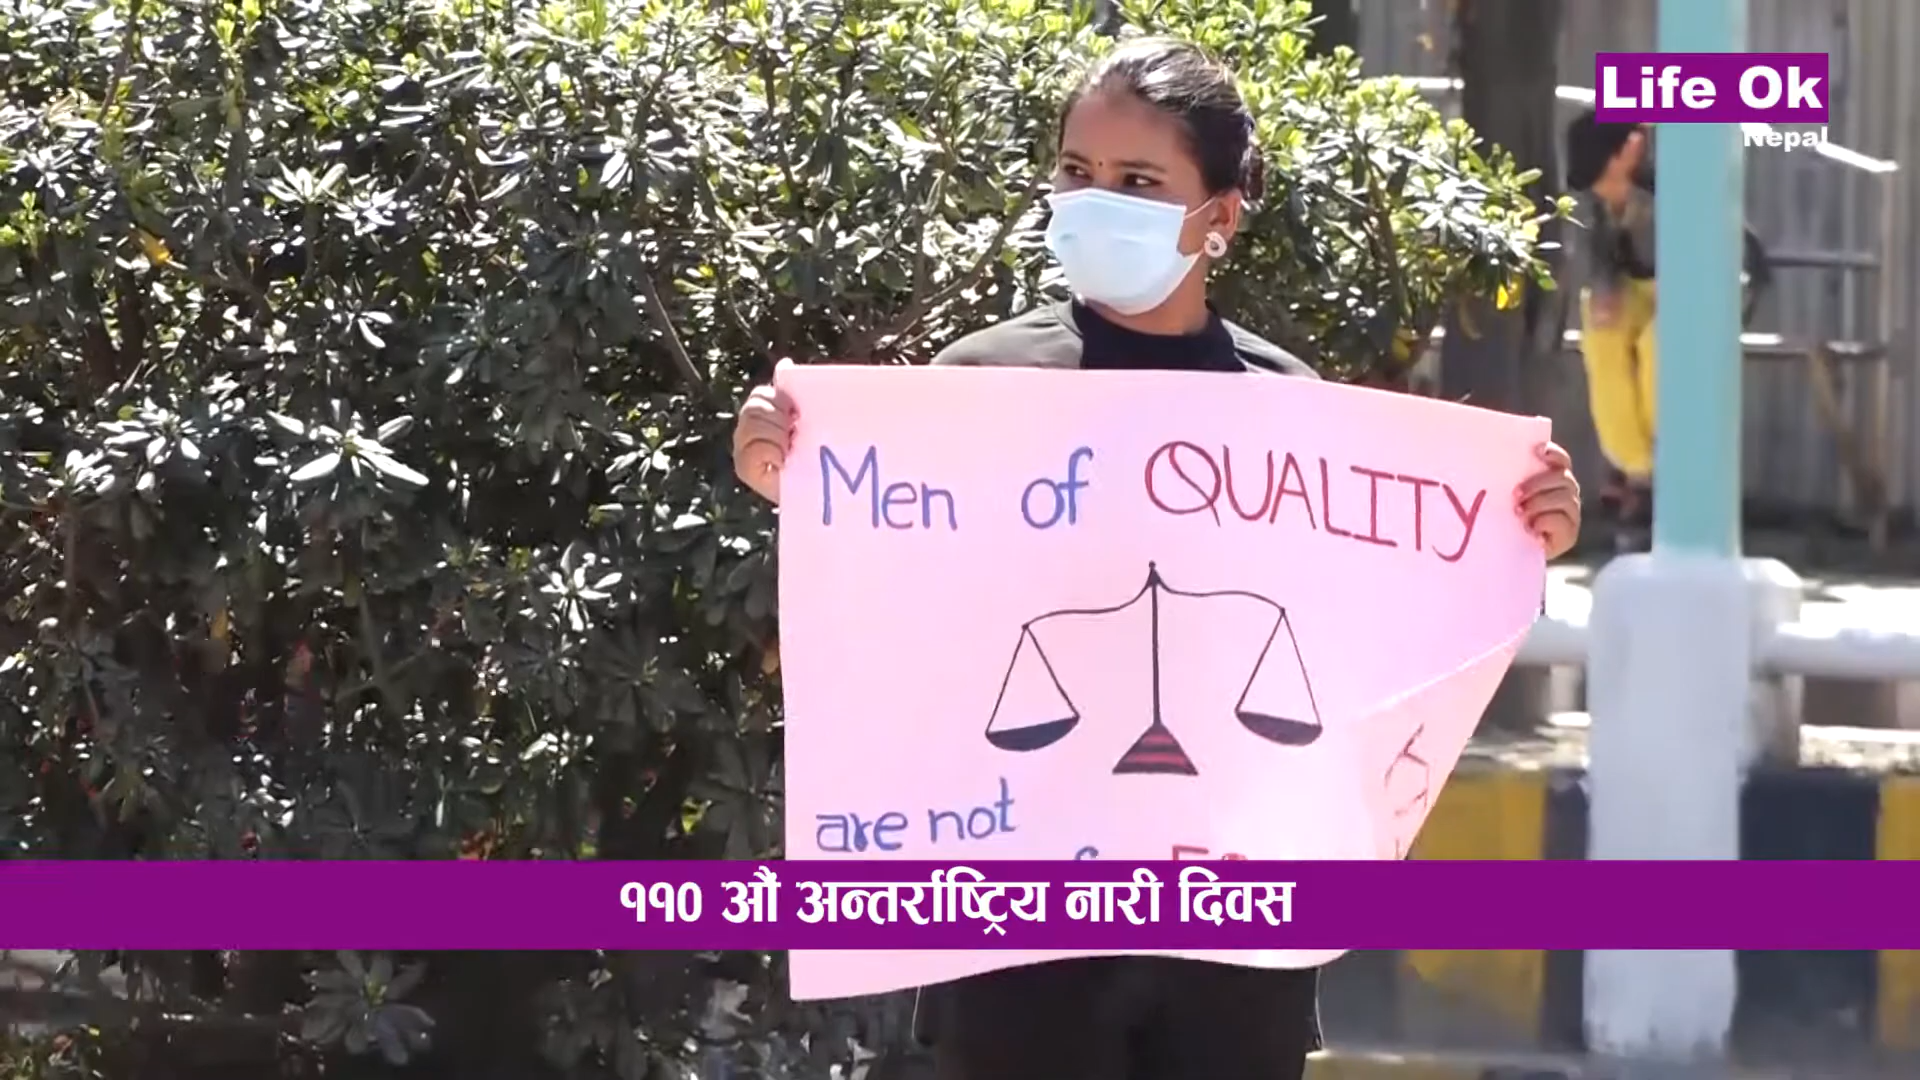 Life Ok
Nepal
Men of QUALITY
are not
११० औं अन्तर्राष्ट्रिय नारी दिवस